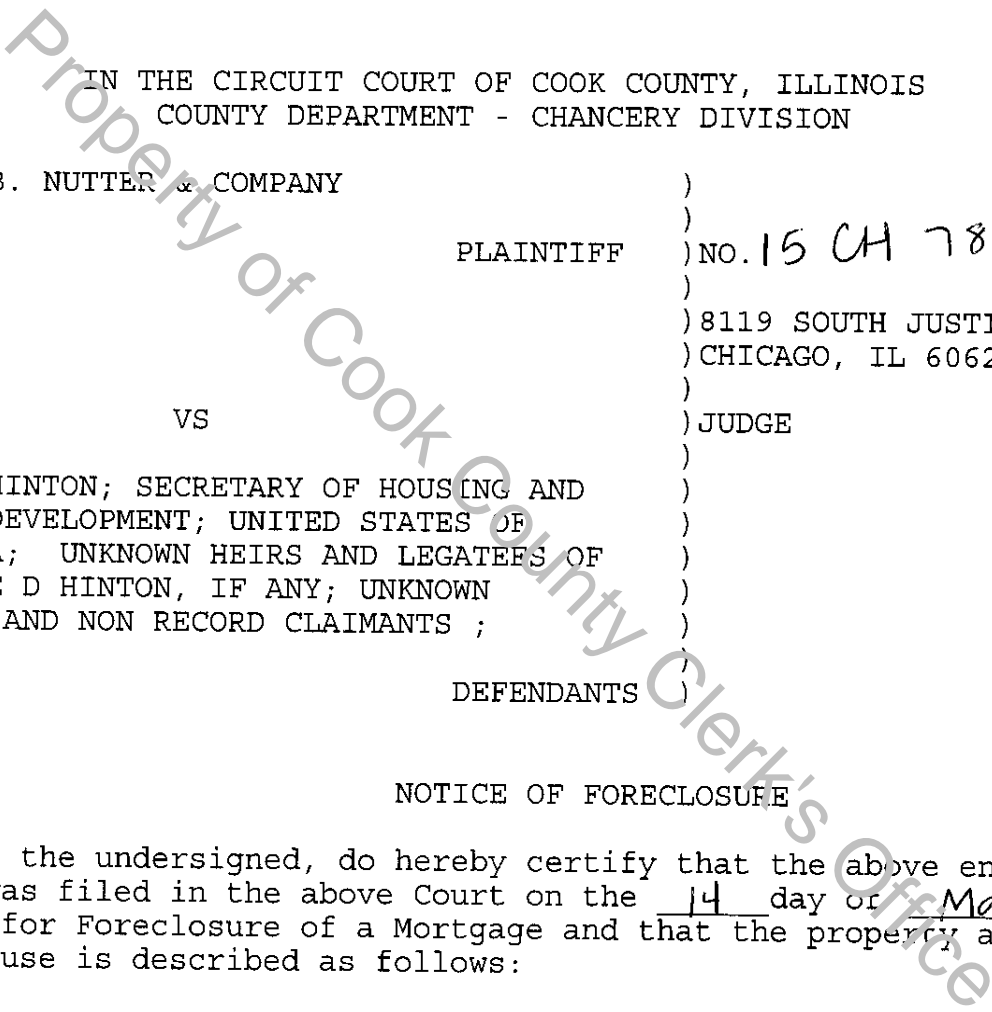 IN THE CIRCUIT COURT OF COOK COUNTY, ILLINOIS
COUNTY DEPARTMENT - CHANCERY DIVISION
B. NUTTER & COMPANY )
)
PLAINTIFF ) NO. 15 CH 78
)
) 8119 SOUTH JUSTI
) CHICAGO, IL 6062
)
VS ) JUDGE
)
HINTON; SECRETARY OF HOUSING AND )
DEVELOPMENT; UNITED STATES OF )
A; UNKNOWN HEIRS AND LEGATEES OF )
E D HINTON, IF ANY; UNKNOWN )
AND NON RECORD CLAIMANTS ; )
)
DEFENDANTS )
NOTICE OF FORECLOSURE
the undersigned, do hereby certify that the above en
was filed in the above Court on the 14 day of Ma
for Foreclosure of a Mortgage and that the property a
use is described as follows:
Property of Cook County Clerk's Office